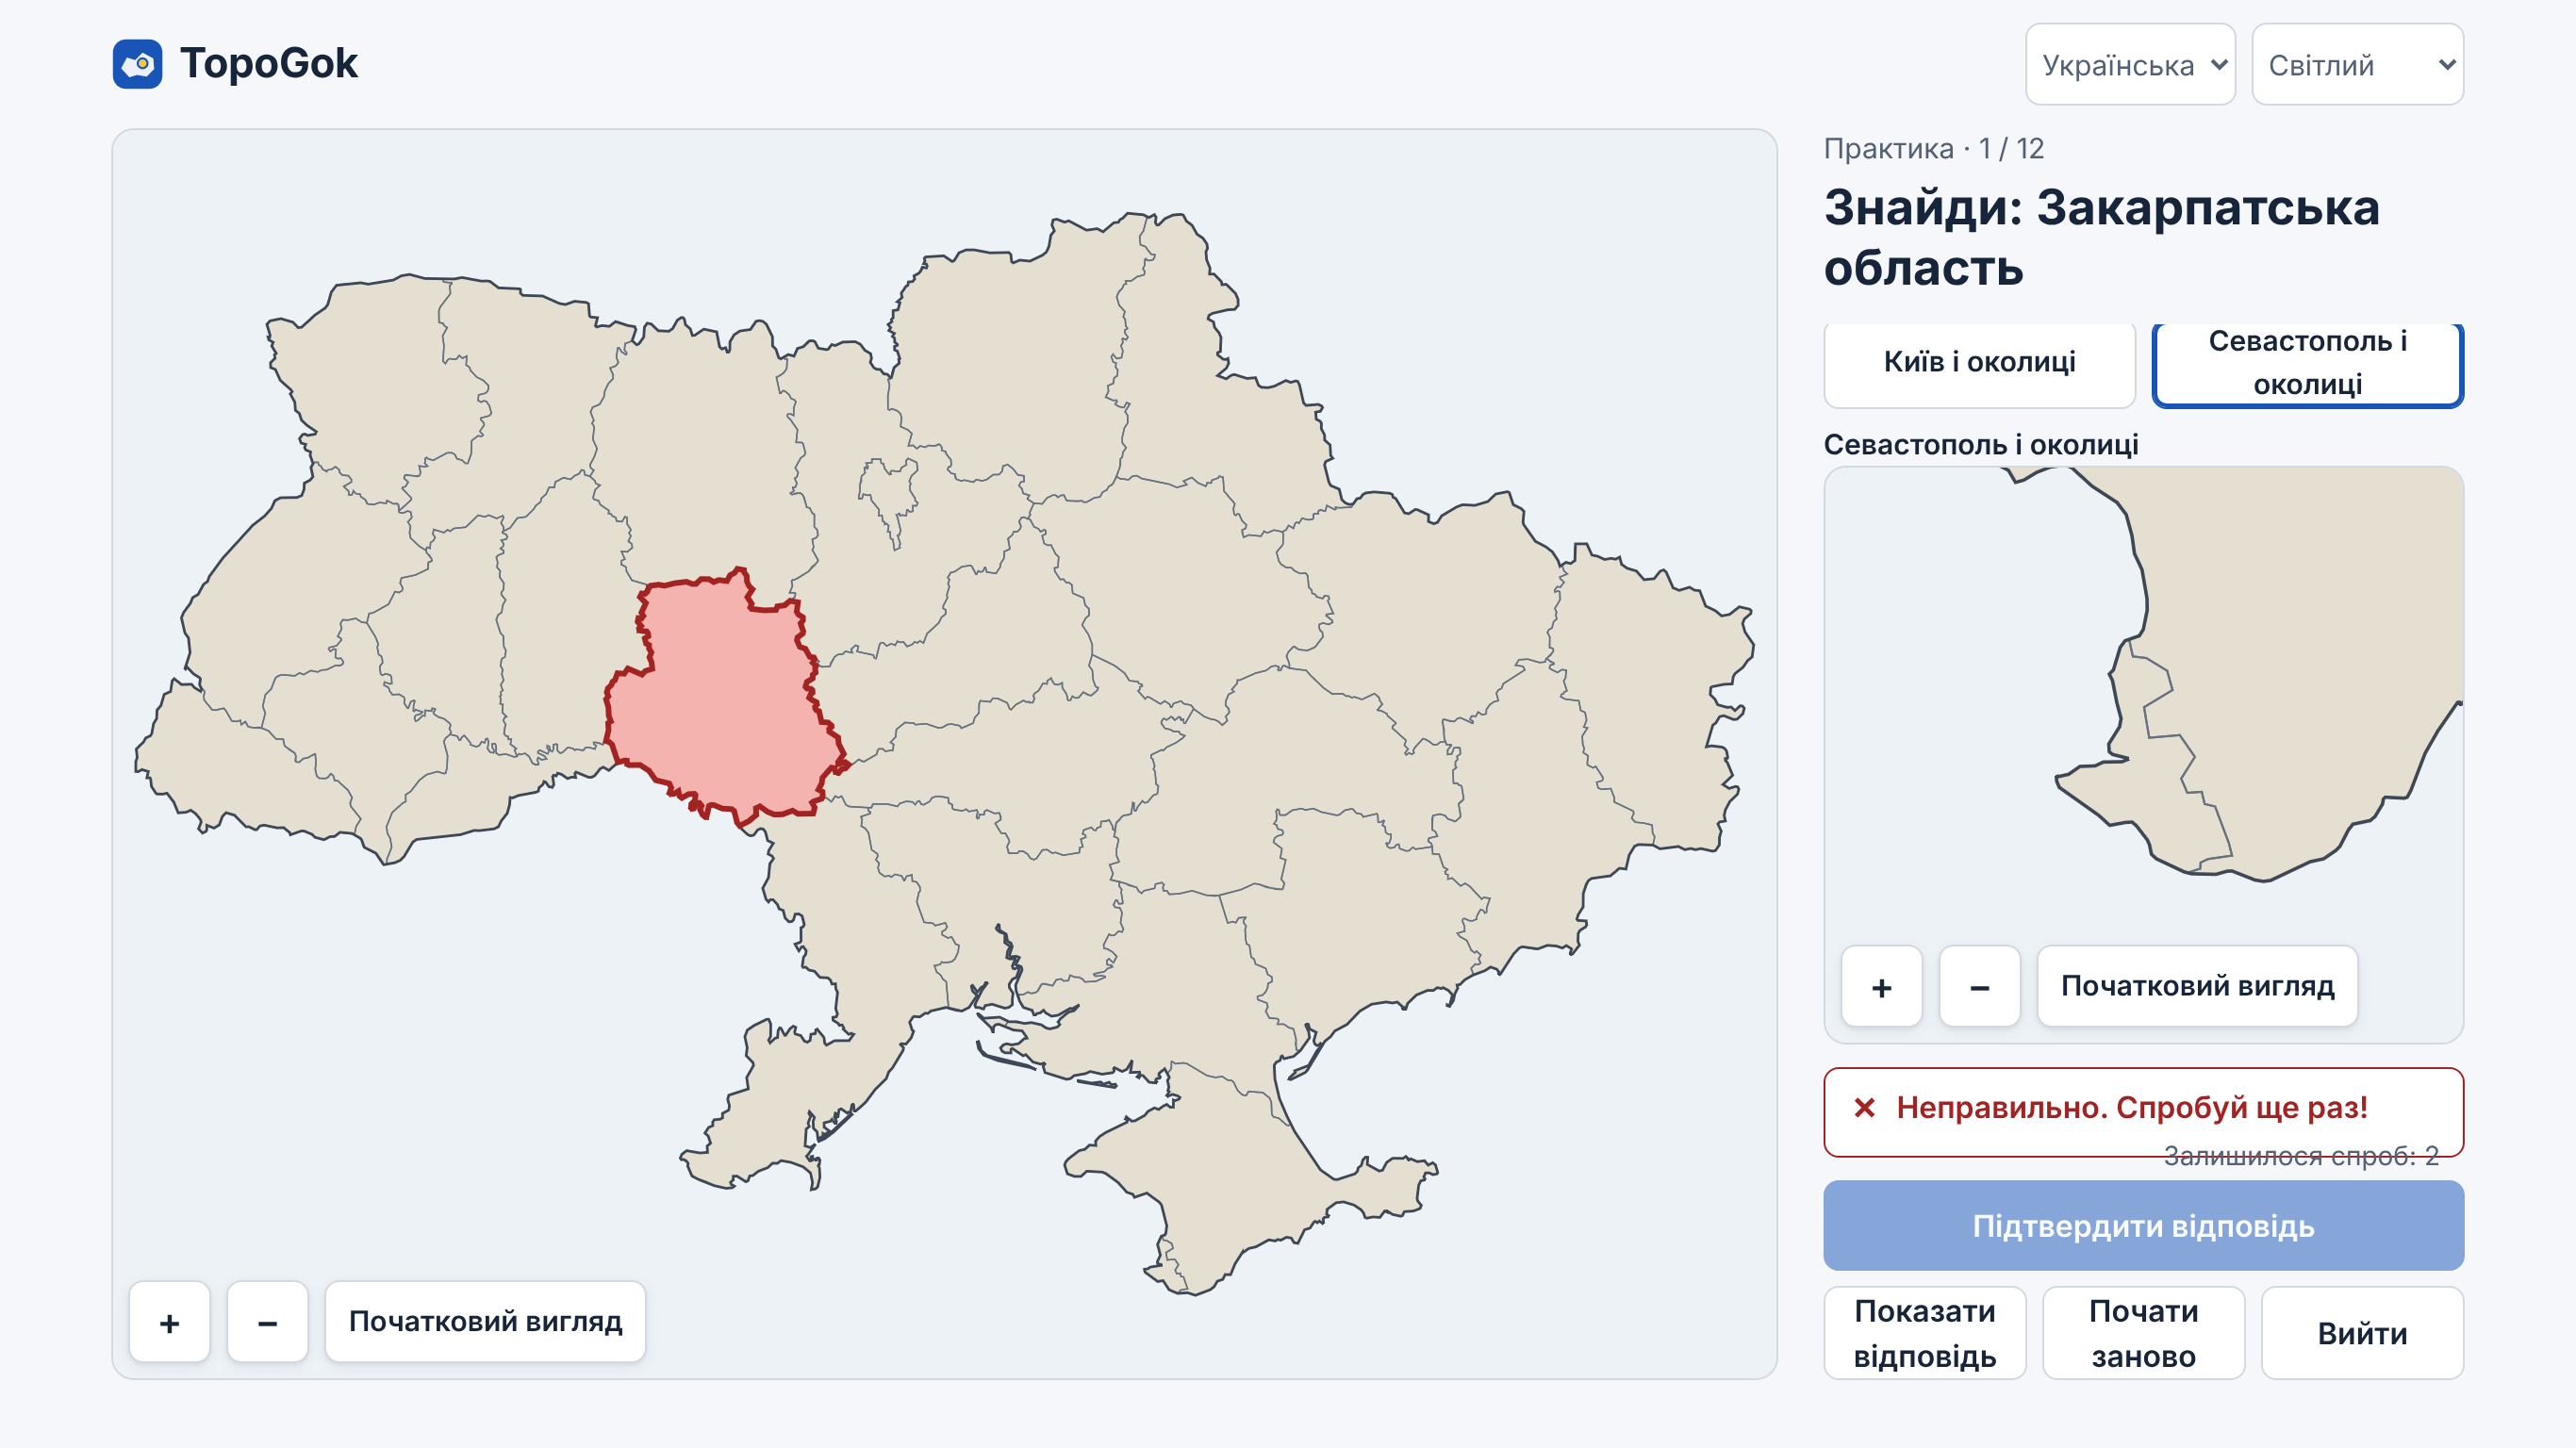 TopoGok
Українська
Світлий
Практика · 1 / 12
Знайди: Закарпатська
область
Київ і околиці
Севастополь і
околиці
Севастополь і околиці
+
−
Початковий вигляд
✕ Неправильно. Спробуй ще раз!
Залишилося спроб: 2
Підтвердити відповідь
Показати
відповідь
Почати
заново
Вийти
+
−
Початковий вигляд